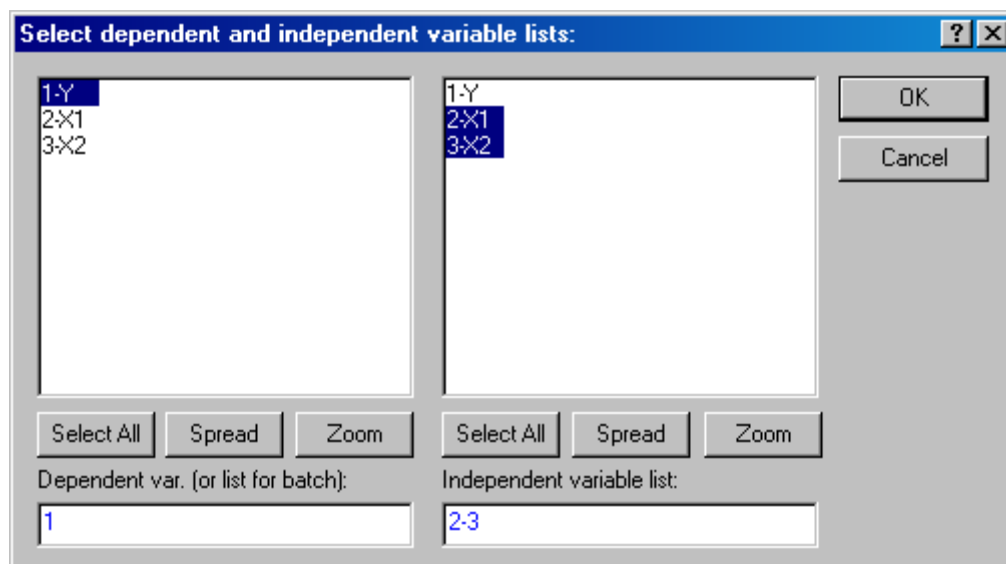 Select dependent and independent variable lists:
1-Y
2-X1
3-X2
1-Y
2-X1
3-X2
OK
Cancel
Select All Spread Zoom Select All Spread Zoom
Dependent var. (or list for batch): Independent variable list:
1 2-3